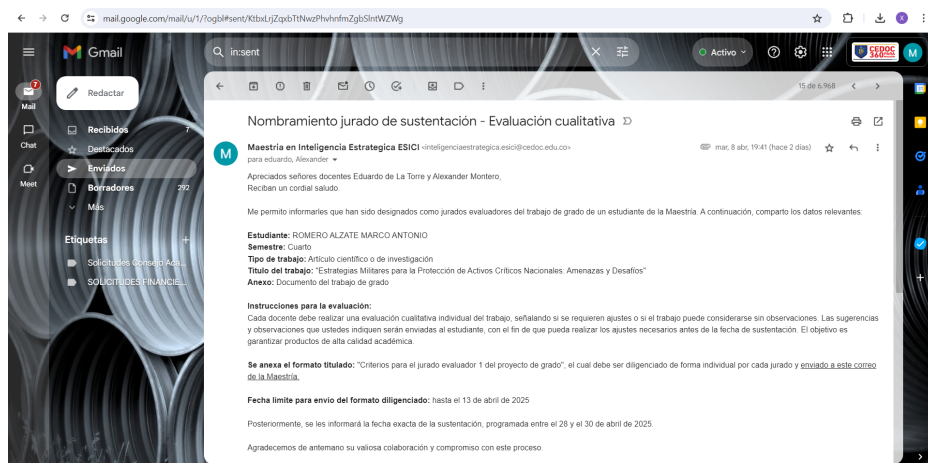 mail.google.com/mail/u/1/?ogbl#sent/KtbxLrjZqxbTtNwzPhvhnfmZgbSlntWZWg
X
Gmail
in:sent
Activo
CEDOC
360
M
7
Mail
Chat
Meet
Redactar
Recibidos 7
Destacados
Enviados
Borradores 292
Más
Etiquetas +
Solicitudes Consejo Aca...
SOLICITUDES FINANCIE...
15 de 6.968
Nombramiento jurado de sustentación - Evaluación cualitativa
M
Maestria en Inteligencia Estrategica ESICI <inteligenciaestrategica.esici@cedoc.edu.co>
mar, 8 abr, 19:41 (hace 2 días)
para eduardo, Alexander
Apreciados señores docentes Eduardo de La Torre y Alexander Montero,
Reciban un cordial saludo.
Me permito informarles que han sido designados como jurados evaluadores del trabajo de grado de un estudiante de la Maestría. A continuación, comparto los datos relevantes:
Estudiante: ROMERO ALZATE MARCO ANTONIO
Semestre: Cuarto
Tipo de trabajo: Artículo científico o de investigación
Título del trabajo: "Estrategias Militares para la Protección de Activos Críticos Nacionales: Amenazas y Desafíos"
Anexo: Documento del trabajo de grado
Instrucciones para la evaluación:
Cada docente debe realizar una evaluación cualitativa individual del trabajo, señalando si se requieren ajustes o si el trabajo puede considerarse sin observaciones. Las sugerencias
y observaciones que ustedes indiquen serán enviadas al estudiante, con el fin de que pueda realizar los ajustes necesarios antes de la fecha de sustentación. El objetivo es
garantizar productos de alta calidad académica.
Se anexa el formato titulado: "Criterios para el jurado evaluador 1 del proyecto de grado", el cual debe ser diligenciado de forma individual por cada jurado y enviado a este correo
de la Maestría.
Fecha límite para envío del formato diligenciado: hasta el 13 de abril de 2025
Posteriormente, se les informará la fecha exacta de la sustentación, programada entre el 28 y el 30 de abril de 2025.
Agradecemos de antemano su valiosa colaboración y compromiso con este proceso.